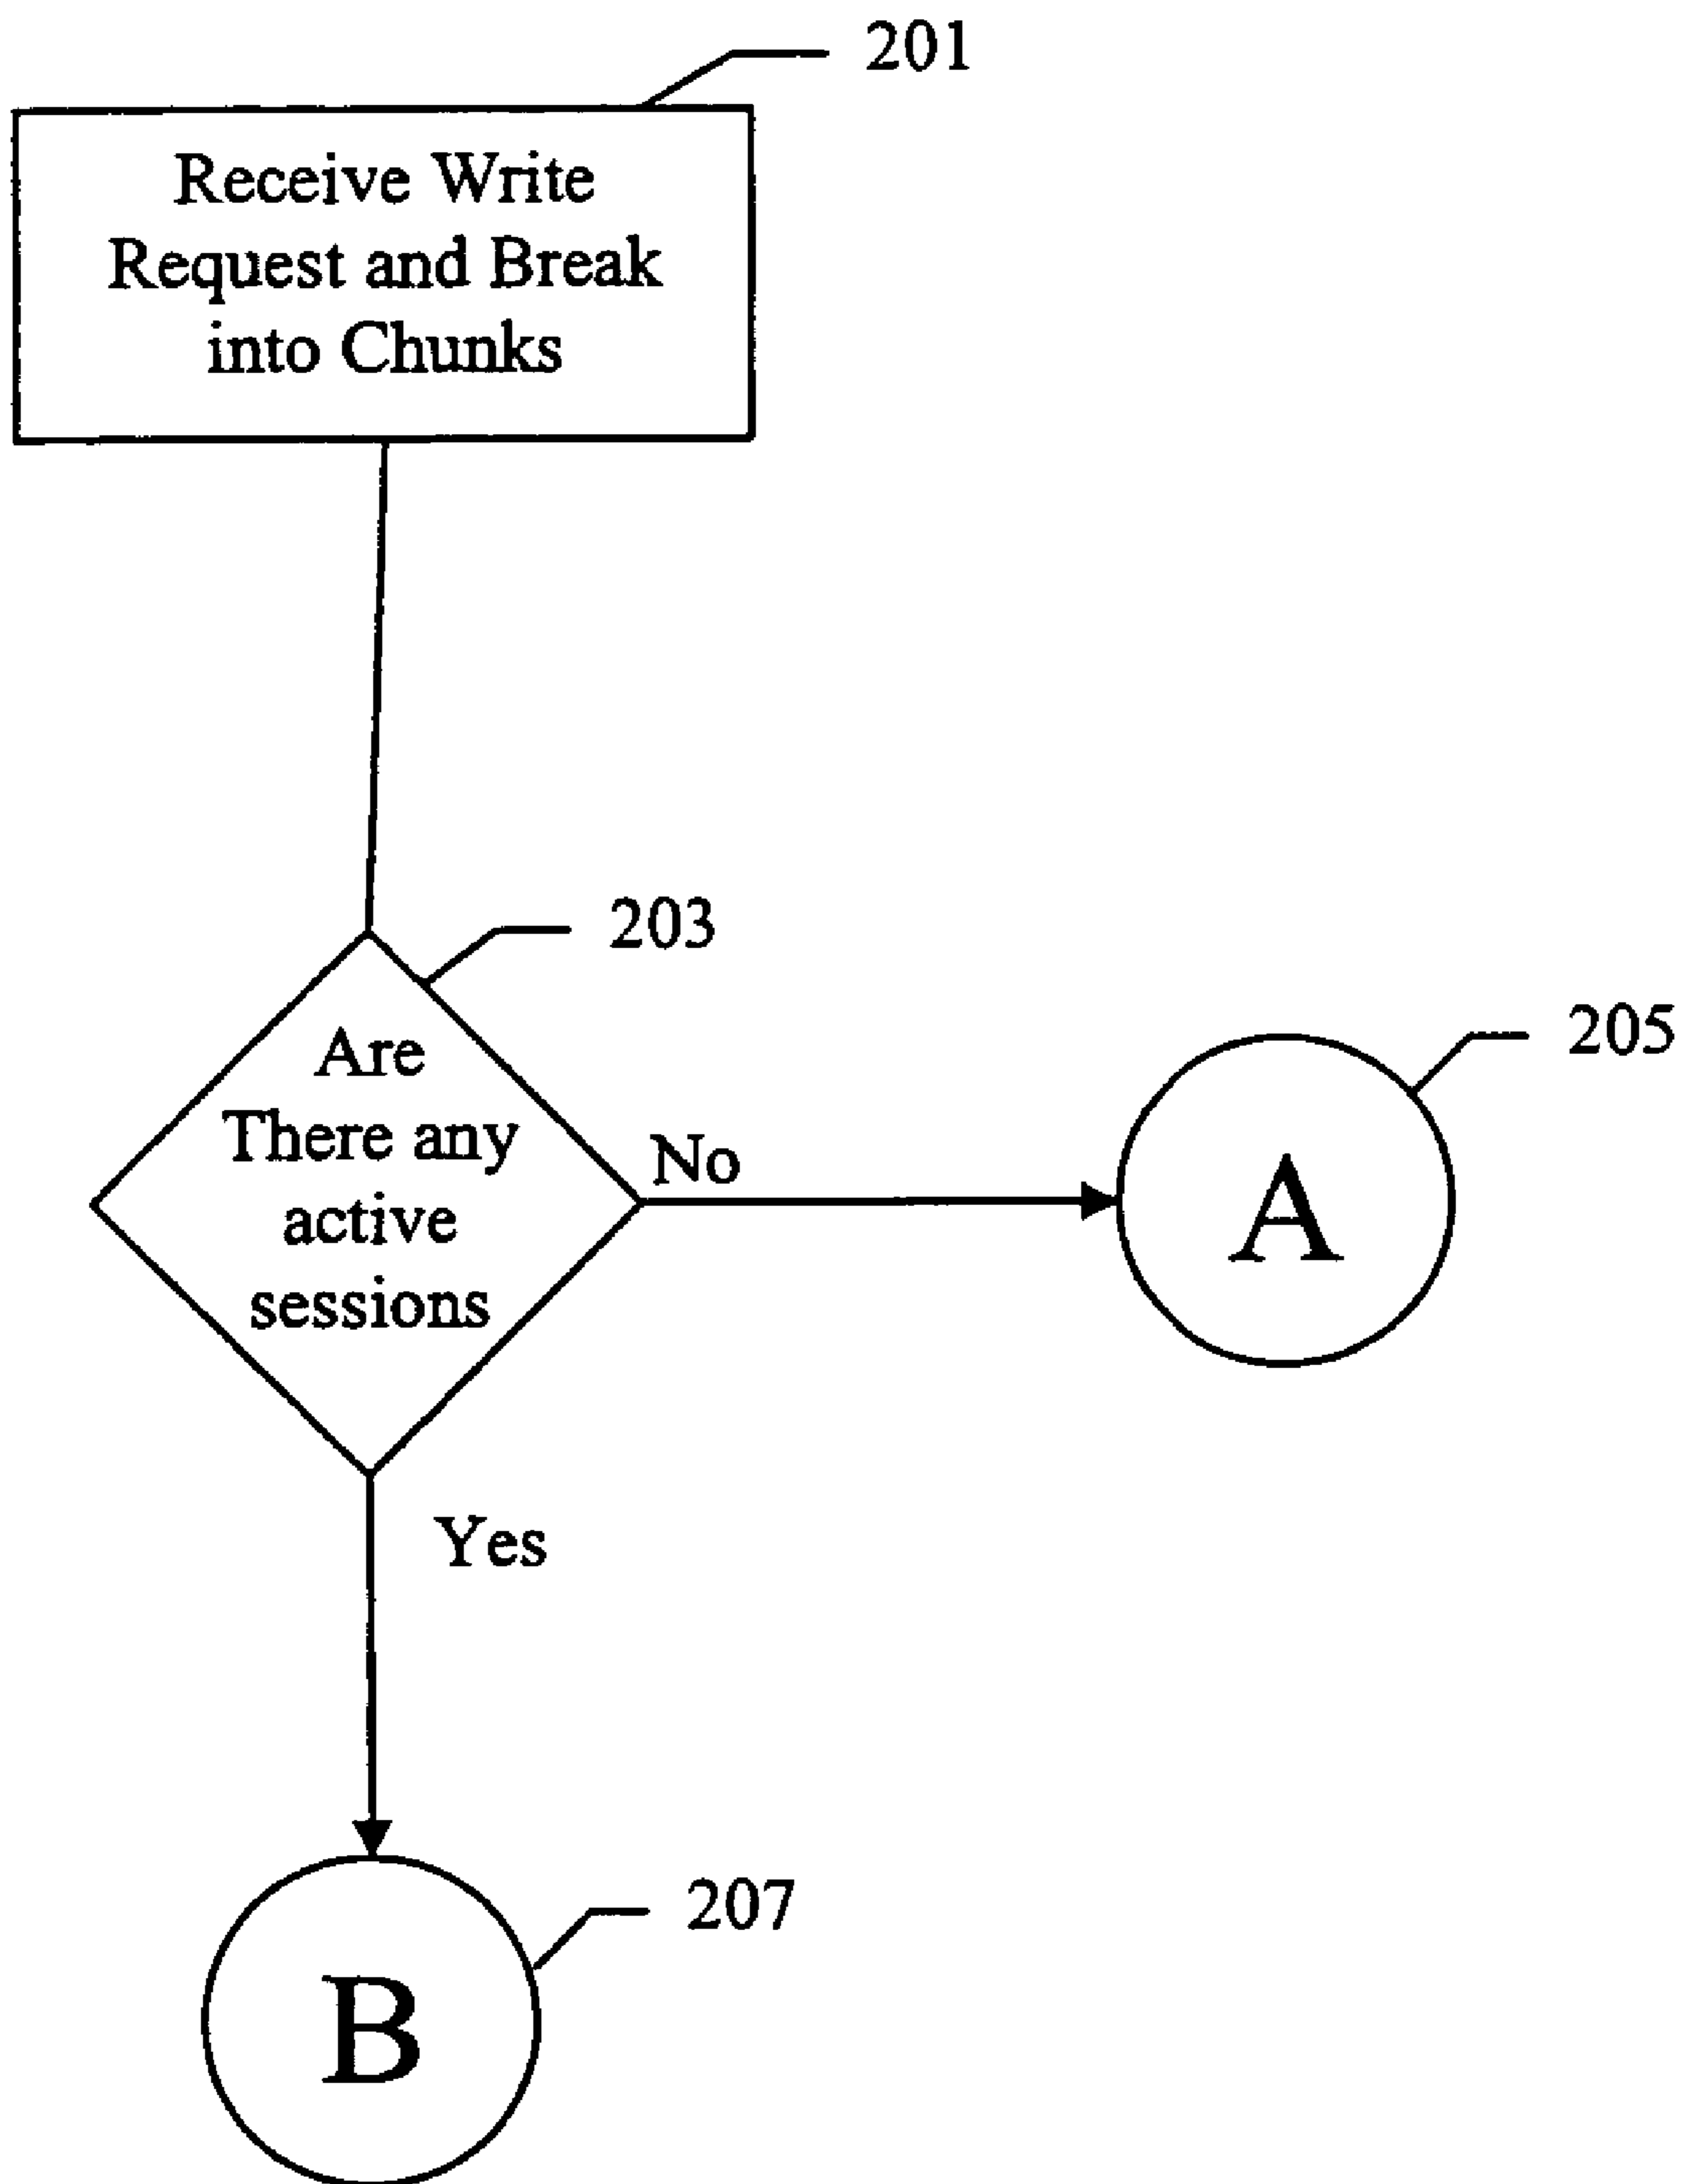 201
Receive Write
Request and Break
into Chunks
203
Are
There any
active
sessions
No
205
A
Yes
207
B